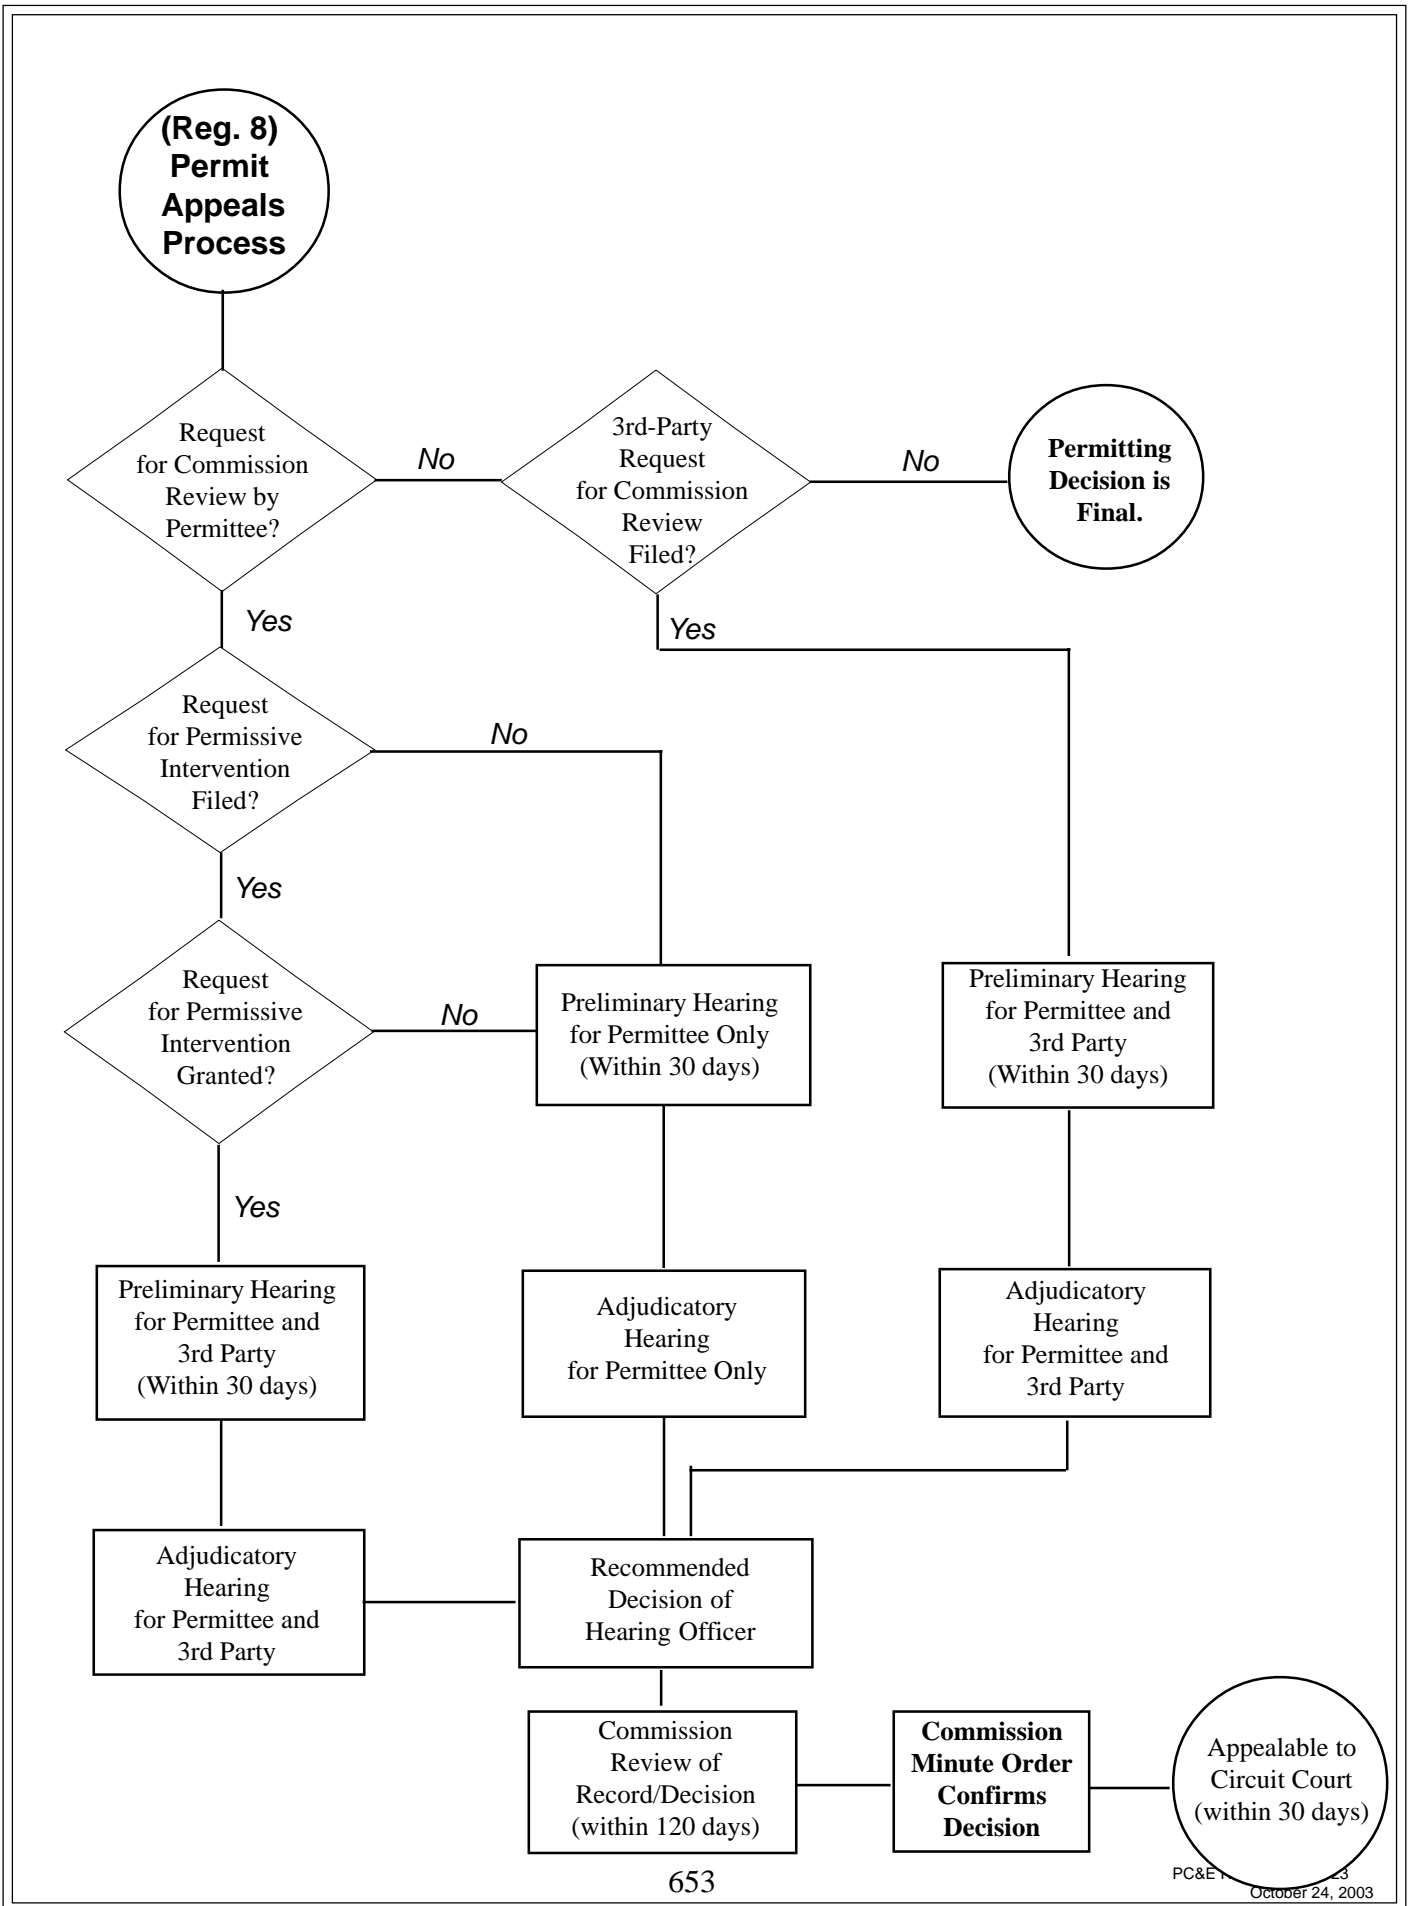 (Reg. 8)
Permit
Appeals
Process
Request
for Commission
Review by
Permittee?
No
3rd-Party
Request
for Commission
Review
Filed?
No
Permitting
Decision is
Final.
Yes
Yes
Request
for Permissive
Intervention
Filed?
No
Yes
Request
for Permissive
Intervention
Granted?
No
Preliminary Hearing
for Permittee Only
(Within 30 days)
Preliminary Hearing
for Permittee and
3rd Party
(Within 30 days)
Yes
Preliminary Hearing
for Permittee and
3rd Party
(Within 30 days)
Adjudicatory
Hearing
for Permittee Only
Adjudicatory
Hearing
for Permittee and
3rd Party
Adjudicatory
Hearing
for Permittee and
3rd Party
Recommended
Decision of
Hearing Officer
Commission
Review of
Record/Decision
(within 120 days)
Commission
Minute Order
Confirms
Decision
Appealable to
Circuit Court
(within 30 days)
653
PC&E 23
October 24, 2003